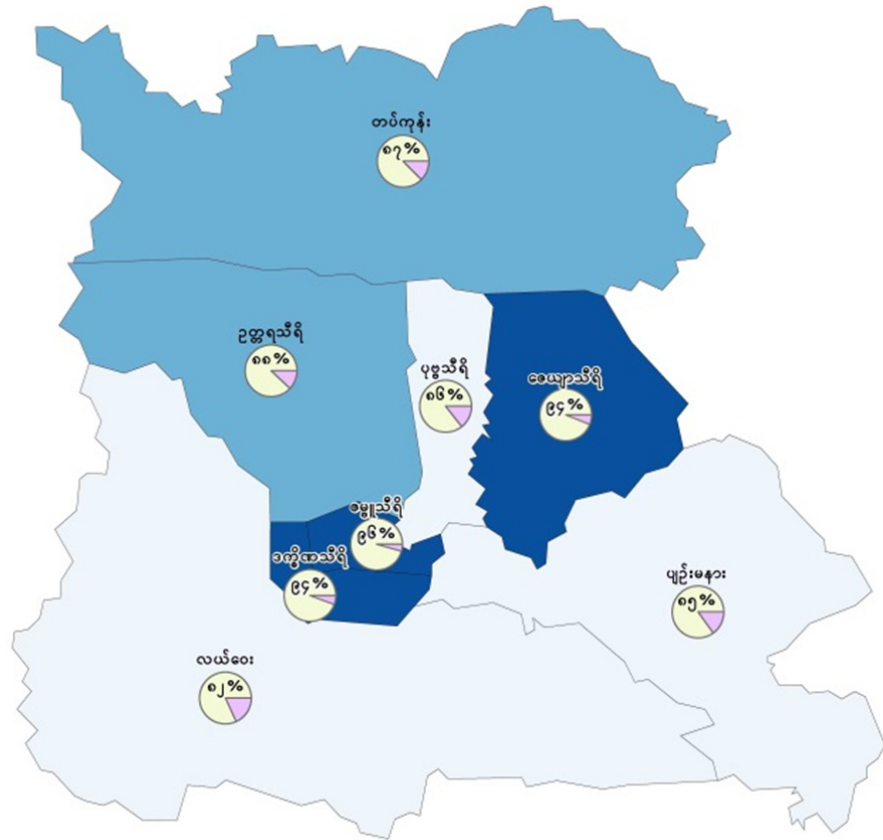 တပ်ကုန်း
၈၇%
ဥတ္တရသီရိ
၈၈%
ပုဗ္ဗသီရိ
၈၆%
ဇေယျာသီရိ
၉၄%
ဇမ္ဗူသီရိ
၉၆%
ဒက္ခိဏသီရိ
၉၄%
ပျဉ်းမနား
၈၅%
လယ်ဝေး
၈၂%